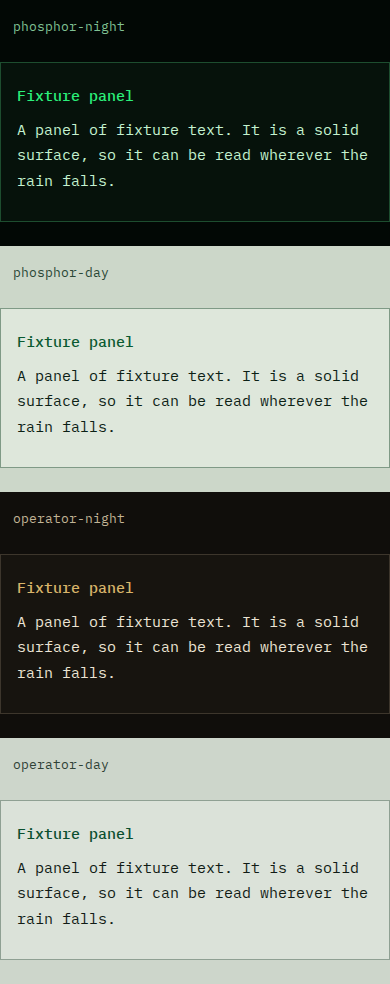 phosphor-night
Fixture panel
A panel of fixture text. It is a solid
surface, so it can be read wherever the
rain falls.
phosphor-day
Fixture panel
A panel of fixture text. It is a solid
surface, so it can be read wherever the
rain falls.
operator-night
Fixture panel
A panel of fixture text. It is a solid
surface, so it can be read wherever the
rain falls.
operator-day
Fixture panel
A panel of fixture text. It is a solid
surface, so it can be read wherever the
rain falls.